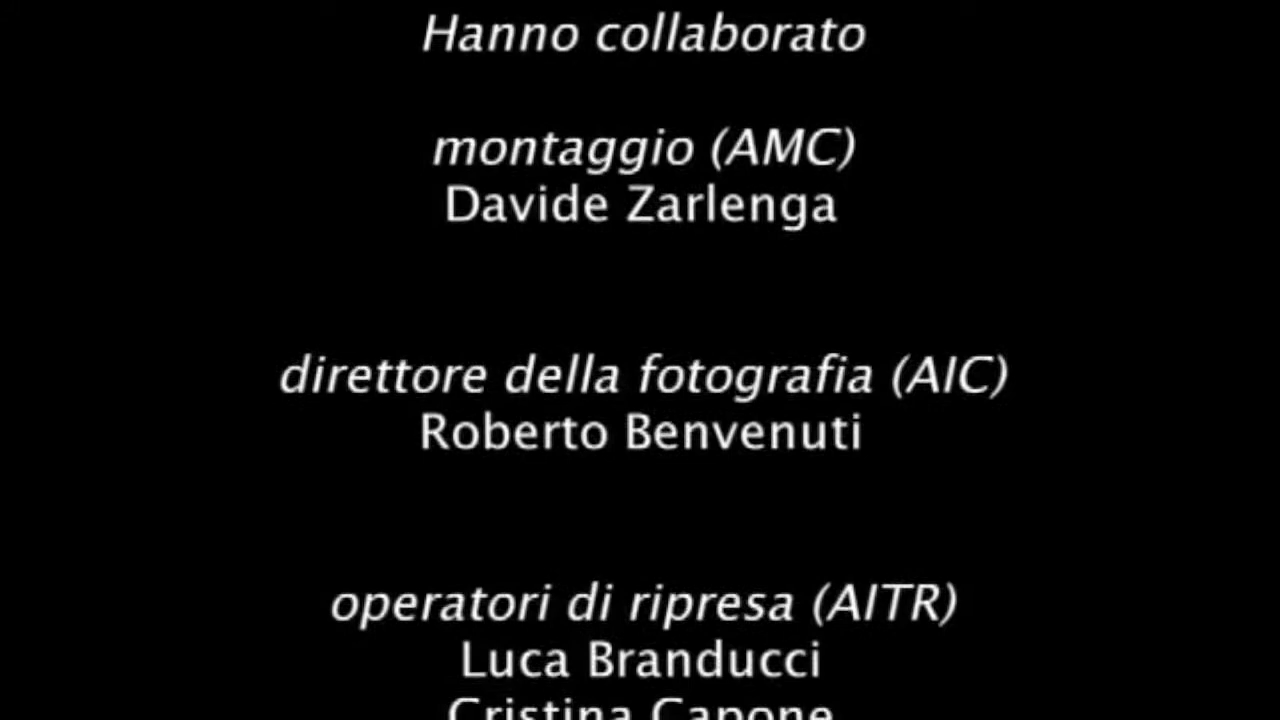 Hanno collaborato
montaggio (AMC)
Davide Zarlenga
direttore della fotografia (AIC)
Roberto Benvenuti
operatori di ripresa (AITR)
Luca Branducci
Cristina Capone